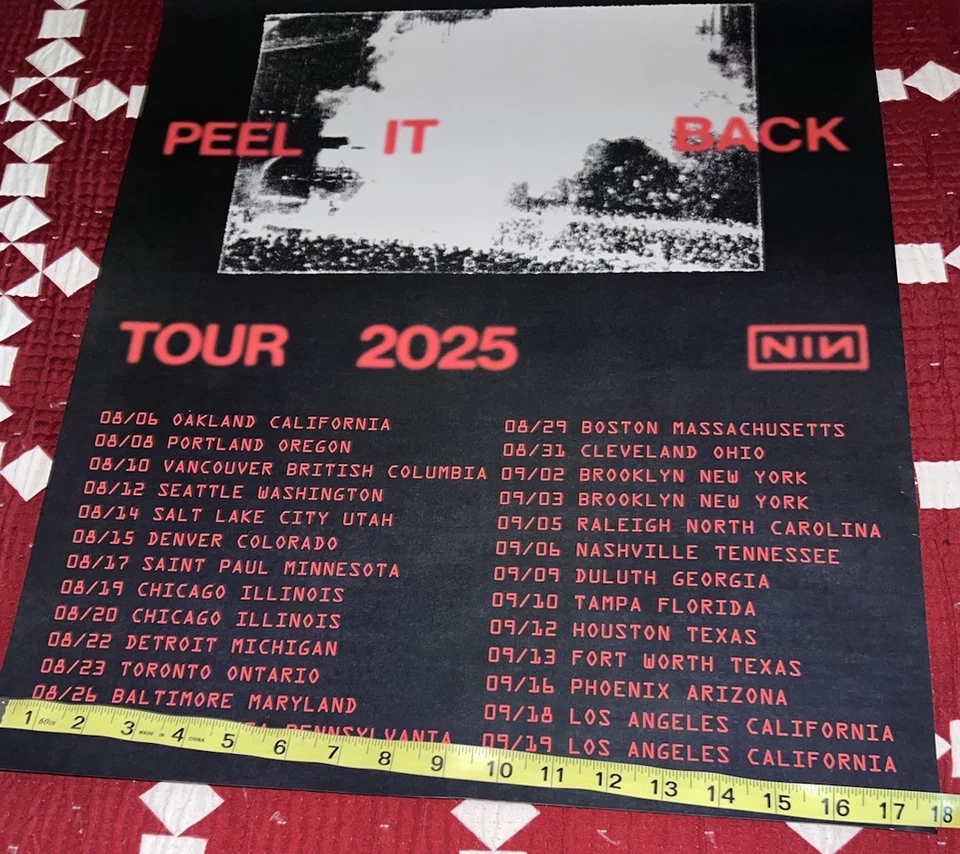 PEEL IT BACK
TOUR 2025 NIN
08/06 OAKLAND CALIFORNIA
08/08 PORTLAND OREGON
08/10 VANCOUVER BRITISH COLUMBIA
08/12 SEATTLE WASHINGTON
08/14 SALT LAKE CITY UTAH
08/15 DENVER COLORADO
08/17 SAINT PAUL MINNESOTA
08/19 CHICAGO ILLINOIS
08/20 CHICAGO ILLINOIS
08/22 DETROIT MICHIGAN
08/23 TORONTO ONTARIO
08/26 BALTIMORE MARYLAND
PENNSYLVANIA
08/29 BOSTON MASSACHUSETTS
08/31 CLEVELAND OHIO
09/02 BROOKLYN NEW YORK
09/03 BROOKLYN NEW YORK
09/05 RALEIGH NORTH CAROLINA
09/06 NASHVILLE TENNESSEE
09/09 DULUTH GEORGIA
09/10 TAMPA FLORIDA
09/12 HOUSTON TEXAS
09/13 FORT WORTH TEXAS
09/16 PHOENIX ARIZONA
09/18 LOS ANGELES CALIFORNIA
09/19 LOS ANGELES CALIFORNIA
1 60in 2 3 MADE IN 4 CHINA 5 6 7 8 9 10 11 12 13 14 15 16 17 18